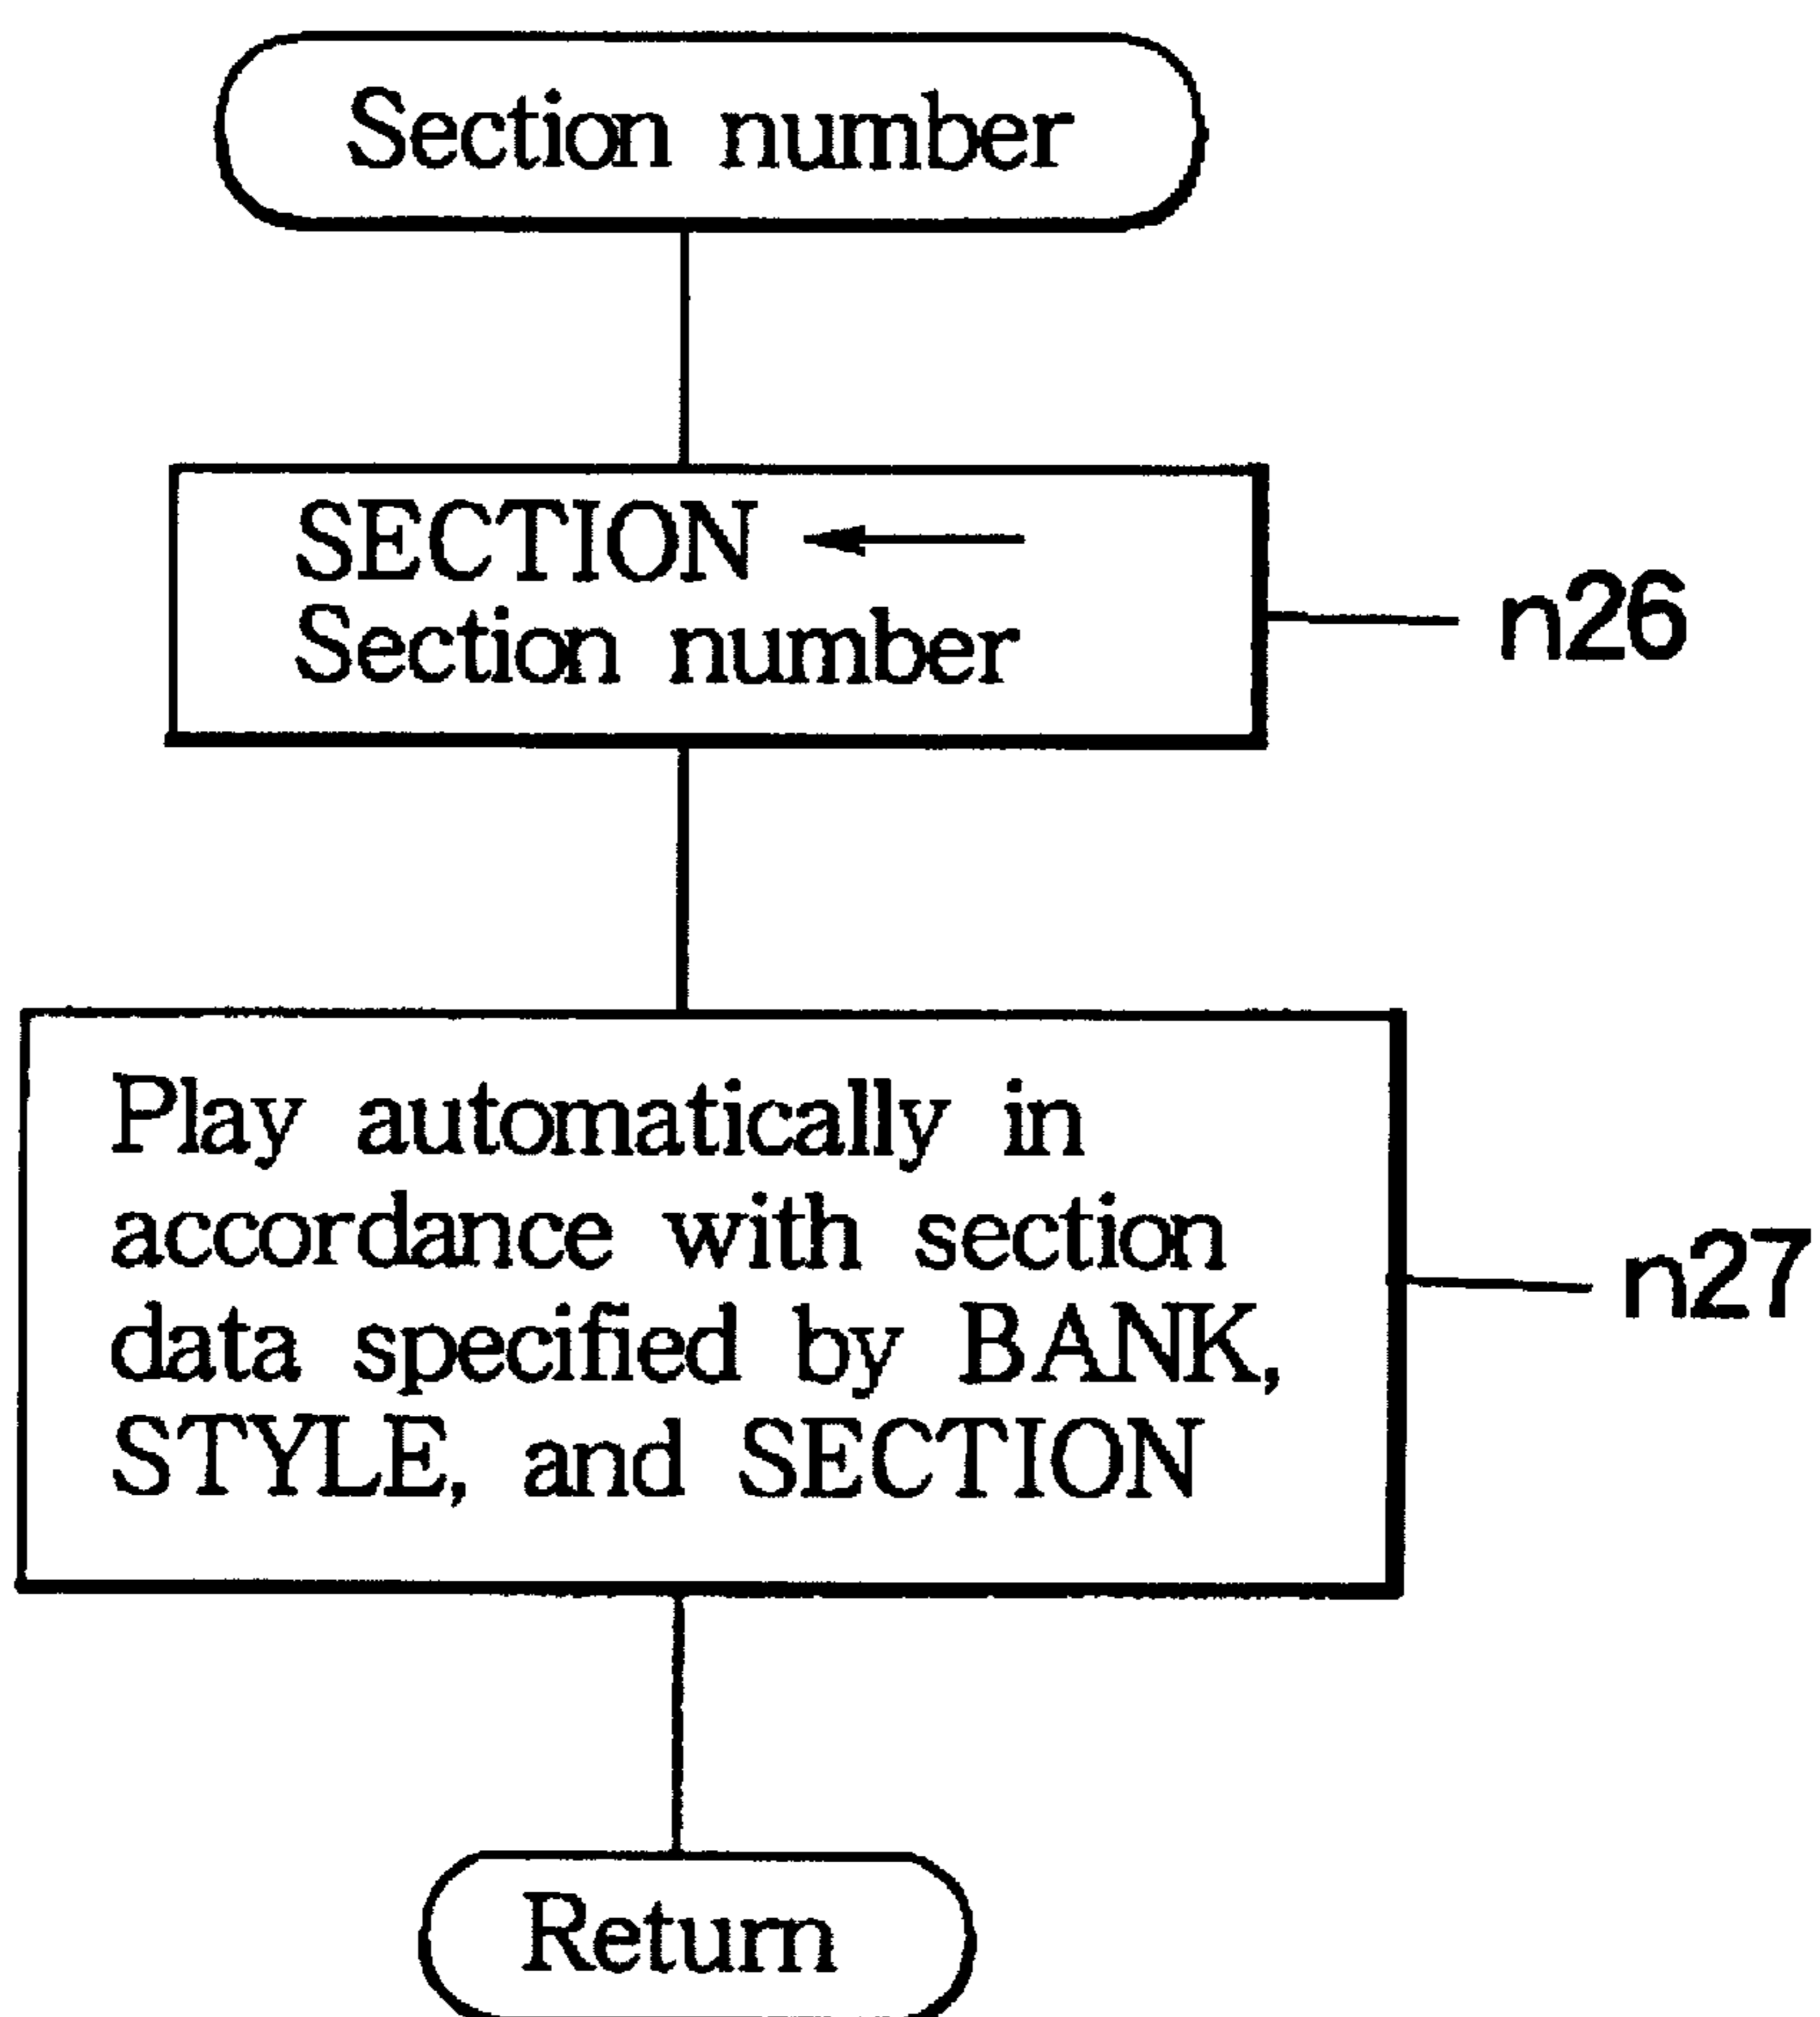 Section number
SECTION ←
Section number
n26
Play automatically in
accordance with section
data specified by BANK,
STYLE, and SECTION
n27
Return